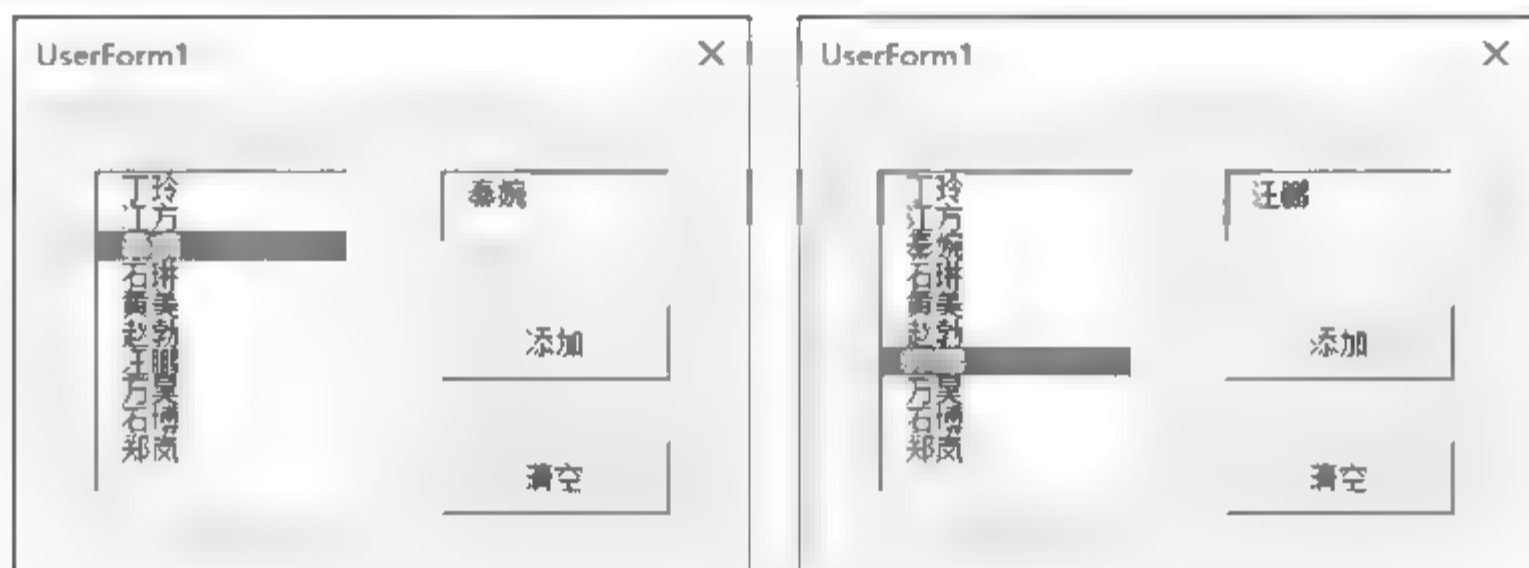 UserForm1
丁玲
江方
石琳
黄美
赵勃
汪鹏
方昊
石博
郑岚
秦婉
添加
清空
UserForm1
丁玲
江方
秦婉
石琳
黄美
赵勃
方昊
石博
郑岚
汪鹏
添加
清空